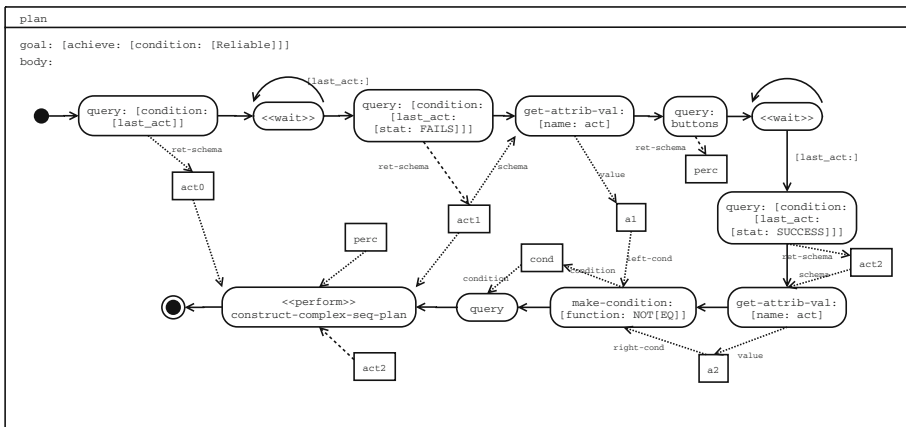 plan
goal: [achieve: [condition: [Reliable]]]
body:
[last_act:]
query: [condition:
[last_act]]
<<wait>>
query: [condition:
[last_act:
[stat: FAILS]]]
get-attrib-val:
[name: act]
query:
buttons
<<wait>>
ret-schema
ret-schema
schema
value
ret-schema
[last_act:]
perc
act0
act1
a1
query: [condition:
[last_act:
[stat: SUCCESS]]]
perc
cond
left-cond
ret-schema
act2
condition
condition
schema
<<perform>>
construct-complex-seq-plan
query
make-condition:
[function: NOT[EQ]]
get-attrib-val:
[name: act]
right-cond
value
act2
a2